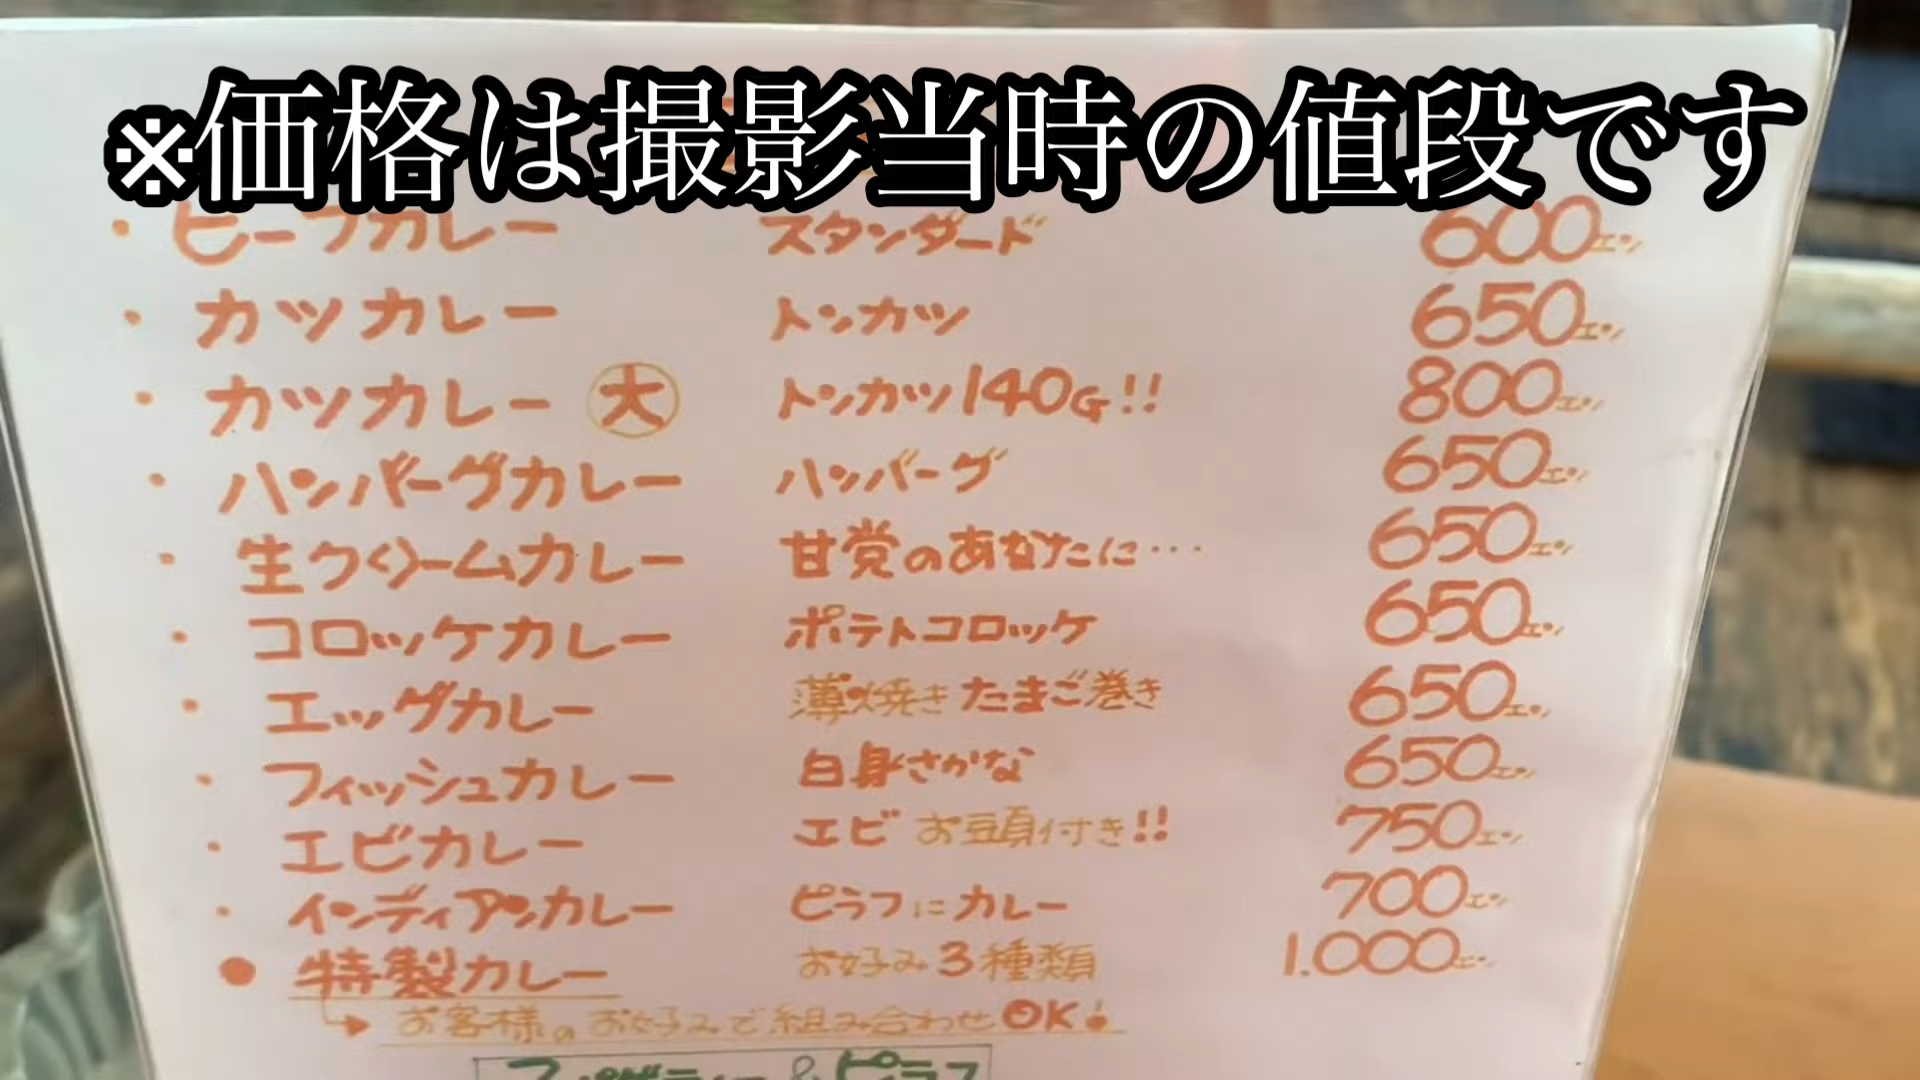 ※価格は撮影当時の値段です
・ビーフカレー スタンダード 600エン
・カツカレー トンカツ 650エン
・カツカレー 大 トンカツ140G!! 800エン
・ハンバーグカレー ハンバーグ 650エン
・生クリームカレー 甘党のあなたに… 650エン
・コロッケカレー ポテトコロッケ 650エン
・エッグカレー 薄焼きたまご巻き 650エン
・フィッシュカレー 白身さかな 650エン
・エビカレー エビ お頭付き!! 750エン
・インディアンカレー ピラフにカレー 700エン
●特製カレー お好み3種類 1.000エン
お客様のお好みで組み合わせOK!
スパゲティー&ピラフ